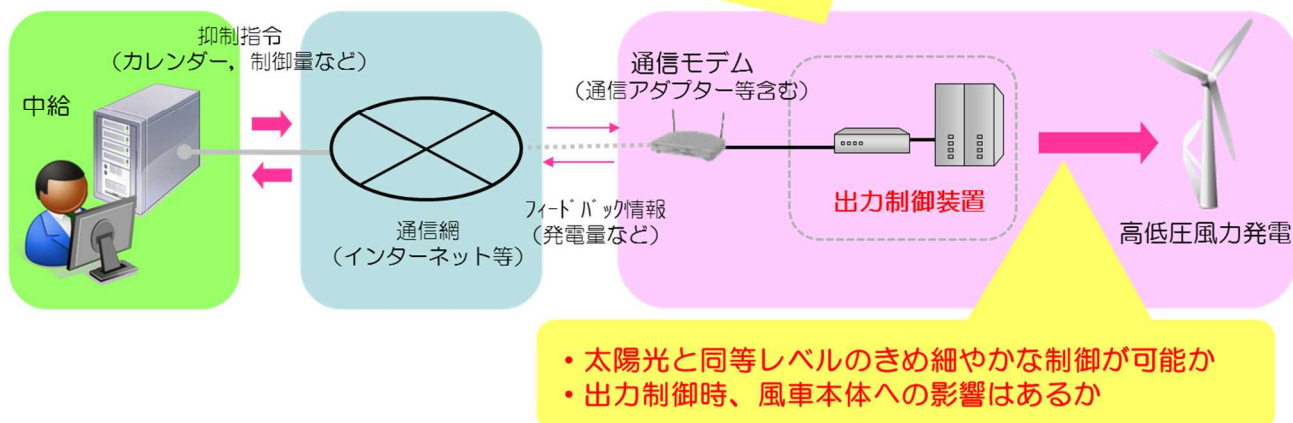 抑制指令
（カレンダー，制御量など）
中給
通信網
（インターネット等）
通信モデム
（通信アダプター等含む）
ﾌｨｰﾄﾞﾊﾞｯｸ情報
（発電量など）
出力制御装置
高低圧風力発電
・太陽光と同等レベルのきめ細やかな制御が可能か
・出力制御時、風車本体への影響はあるか